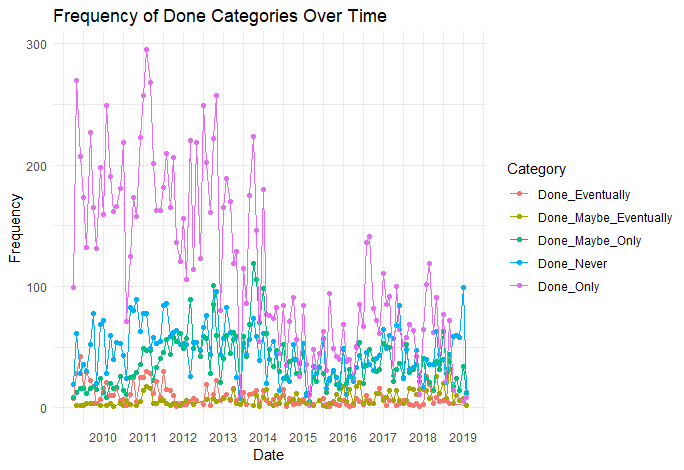 Frequency of Done Categories Over Time
300
200
100
0
Frequency
2010 2011 2012 2013 2014 2015 2016 2017 2018 2019
Date
Category
Done_Eventually
Done_Maybe_Eventually
Done_Maybe_Only
Done_Never
Done_Only